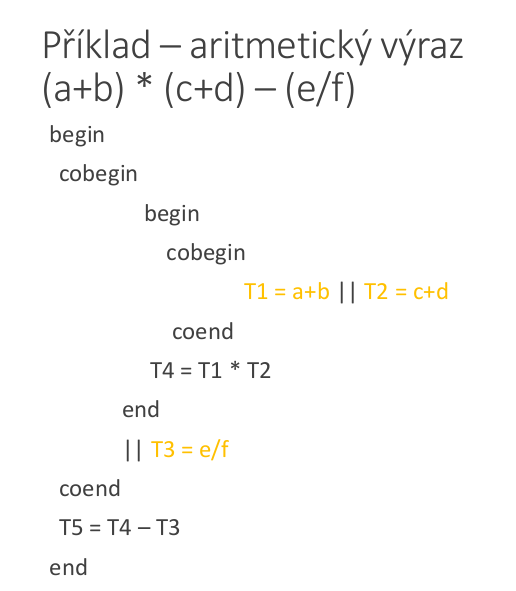 Příklad – aritmetický výraz
(a+b) * (c+d) – (e/f)
begin
cobegin
begin
cobegin
T1 = a+b || T2 = c+d
coend
T4 = T1 * T2
end
|| T3 = e/f
coend
T5 = T4 – T3
end